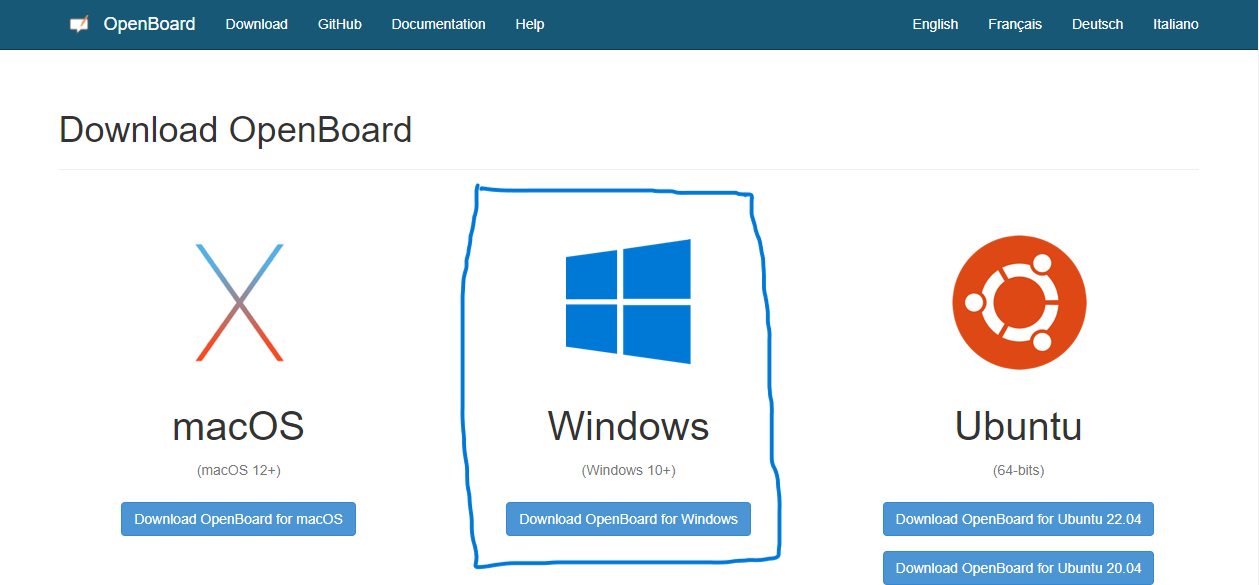 OpenBoard Download GitHub Documentation Help English Français Deutsch Italiano
Download OpenBoard
macOS Windows Ubuntu
(macOS 12+) (Windows 10+) (64-bits)
Download OpenBoard for macOS Download OpenBoard for Windows Download OpenBoard for Ubuntu 22.04
Download OpenBoard for Ubuntu 20.04